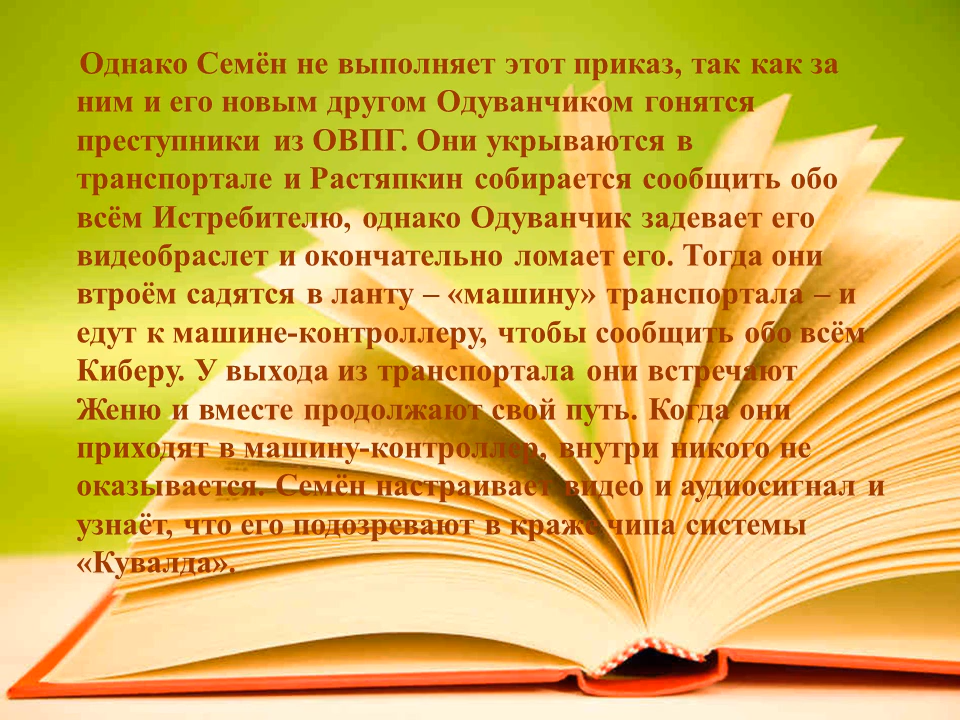 Однако Семён не выполняет этот приказ, так как за
ним и его новым другом Одуванчиком гонятся
преступники из ОВПГ. Они укрываются в
транспортале и Растяпкин собирается сообщить обо
всём Истребителю, однако Одуванчик задевает его
видеобраслет и окончательно ломает его. Тогда они
втроём садятся в ланту – «машину» транспортала – и
едут к машине-контроллеру, чтобы сообщить обо всём
Киберу. У выхода из транспортала они встречают
Женю и вместе продолжают свой путь. Когда они
приходят в машину-контроллер, внутри никого не
оказывается. Семён настраивает видео и аудиосигнал и
узнаёт, что его подозревают в краже чипа системы
«Кувалда».